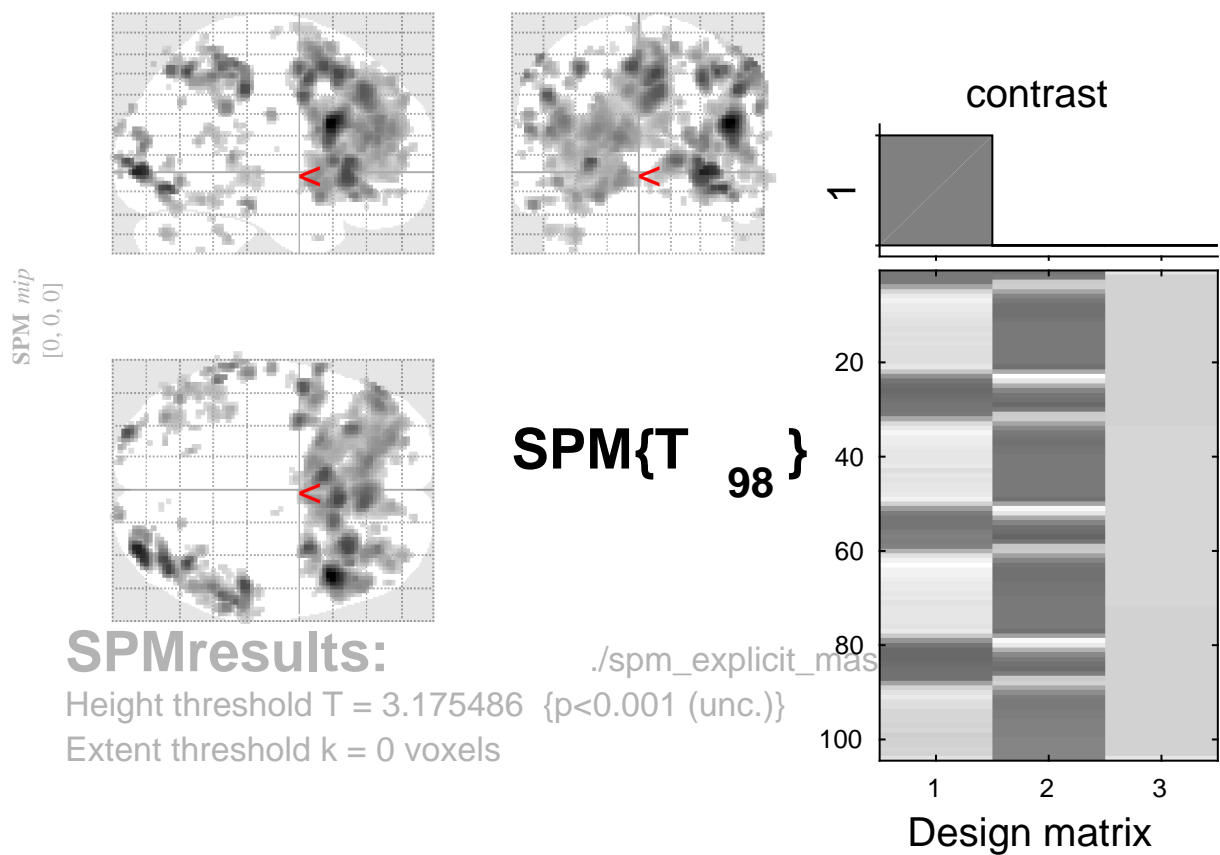 contrast
1
SPM mip
[0, 0, 0]
<
<
<
SPM{T 98 }
20
40
60
80
100
1 2 3
Design matrix
SPMresults: ./spm_explicit_mas
Height threshold T = 3.175486 {p<0.001 (unc.)}
Extent threshold k = 0 voxels